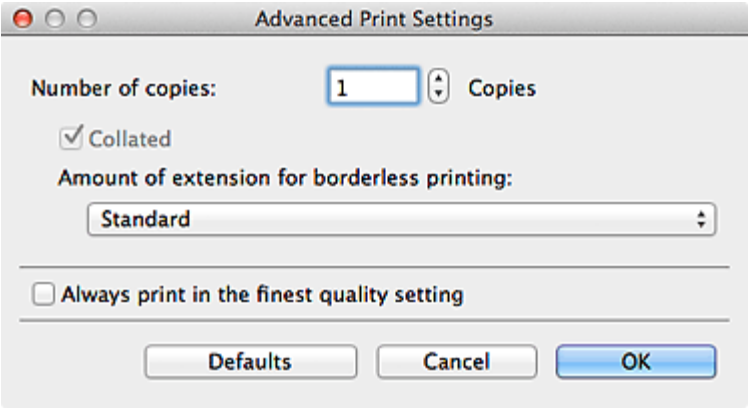 Advanced Print Settings
Number of copies: 1 Copies
Collated
Amount of extension for borderless printing:
Standard
Always print in the finest quality setting
Defaults Cancel OK